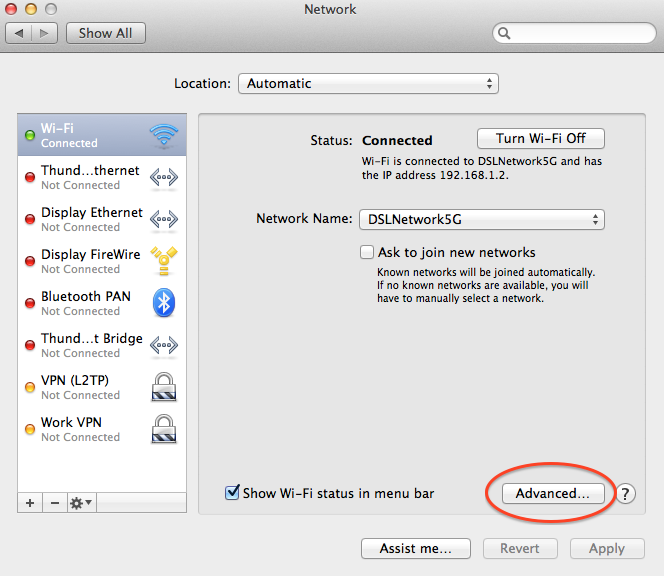 Network
Show All
Location: Automatic
Wi-Fi
Connected
Thund...thernet
Not Connected
Display Ethernet
Not Connected
Display FireWire
Not Connected
Bluetooth PAN
Not Connected
Thund...t Bridge
Not Connected
VPN (L2TP)
Not Connected
Work VPN
Not Connected
+ −
Status: Connected
Turn Wi-Fi Off
Wi-Fi is connected to DSLNetwork5G and has
the IP address 192.168.1.2.
Network Name: DSLNetwork5G
Ask to join new networks
Known networks will be joined automatically.
If no known networks are available, you will
have to manually select a network.
Show Wi-Fi status in menu bar
Advanced... ?
Assist me... Revert Apply